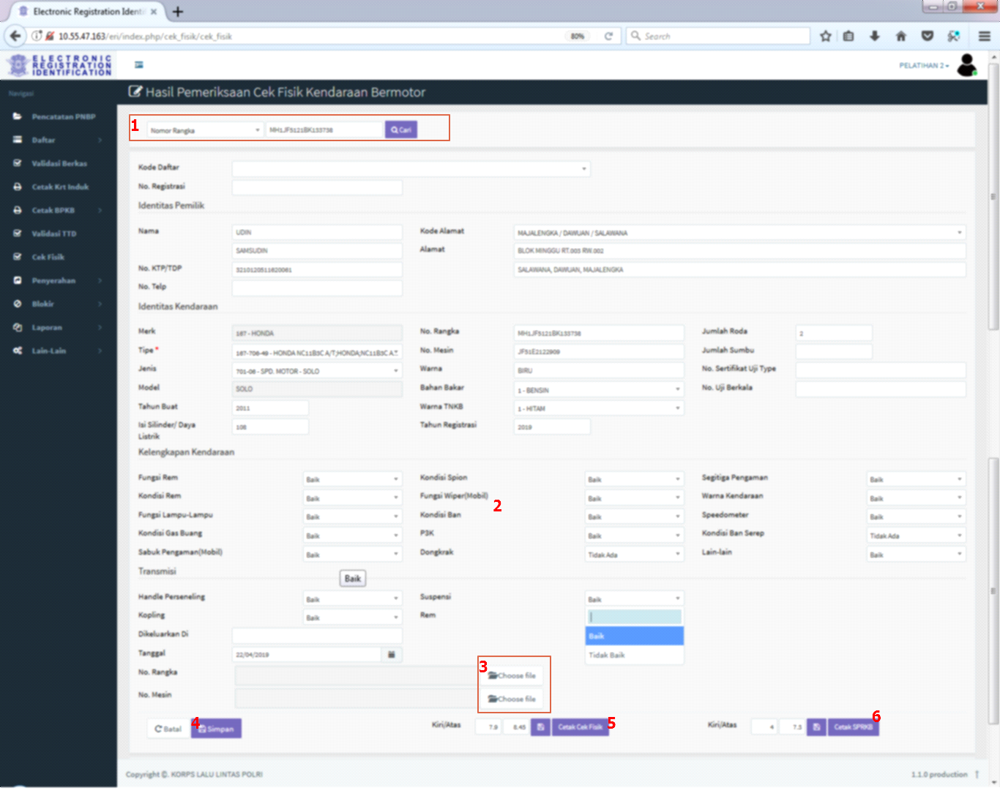 Electronic Registration Identi
10.55.47.163/eri/index.php/cek_fisik/cek_fisik
80%
Search
ELECTRONIC
REGISTRATION
IDENTIFICATION
PELATIHAN 2
Navigasi
Hasil Pemeriksaan Cek Fisik Kendaraan Bermotor
Pencatatan PNBP
Daftar
Validasi Berkas
Cetak Krt Induk
Cetak BPKB
Validasi TTD
Cek Fisik
Penyerahan
Blokir
Laporan
Lain-Lain
1 Nomor Rangka MH1JF5121BK133738 Cari
Kode Daftar
No. Registrasi
Identitas Pemilik
Nama UDIN Kode Alamat MAJALENGKA / DAWUAN / SALAWANA
SAMSUDIN Alamat BLOK MINGGU RT.003 RW.002
No. KTP/TDP 3210120511820061 SALAWANA, DAWUAN, MAJALENGKA
No. Telp
Identitas Kendaraan
Merk 167 - HONDA No. Rangka MH1JF5121BK133738 Jumlah Roda 2
Tipe * 167-706-49 - HONDA NC11B3C A/T;HONDA;NC11B3C A.T. No. Mesin JF51E2122909 Jumlah Sumbu
Jenis 701-06 - SPD. MOTOR - SOLO Warna BIRU No. Sertifikat Uji Type
Model SOLO Bahan Bakar 1 - BENSIN No. Uji Berkala
Tahun Buat 2011 Warna TNKB 1 - HITAM
Isi Silinder/ Daya 108 Tahun Registrasi 2019
Listrik
Kelengkapan Kendaraan
Fungsi Rem Baik Kondisi Spion Baik Segitiga Pengaman Baik
Kondisi Rem Baik Fungsi Wiper(Mobil) 2 Baik Warna Kendaraan Baik
Fungsi Lampu-Lampu Baik Kondisi Ban Baik Speedometer Baik
Kondisi Gas Buang Baik P3K Baik Kondisi Ban Serep Tidak Ada
Sabuk Pengaman(Mobil) Baik Dongkrak Tidak Ada Lain-lain Baik
Transmisi
Baik
Handle Perseneling Baik Suspensi Baik
Kopling Baik Rem
Dikeluarkan Di Baik
Tanggal 22/04/2019 Tidak Baik
No. Rangka 3 Choose file
No. Mesin Choose file
Batal 4 Simpan Kiri/Atas 7.9 8.45 Cetak Cek Fisik 5 Kiri/Atas 4 7.5 Cetak SPRKB 6
Copyright ©. KORPS LALU LINTAS POLRI 1.1.0 production